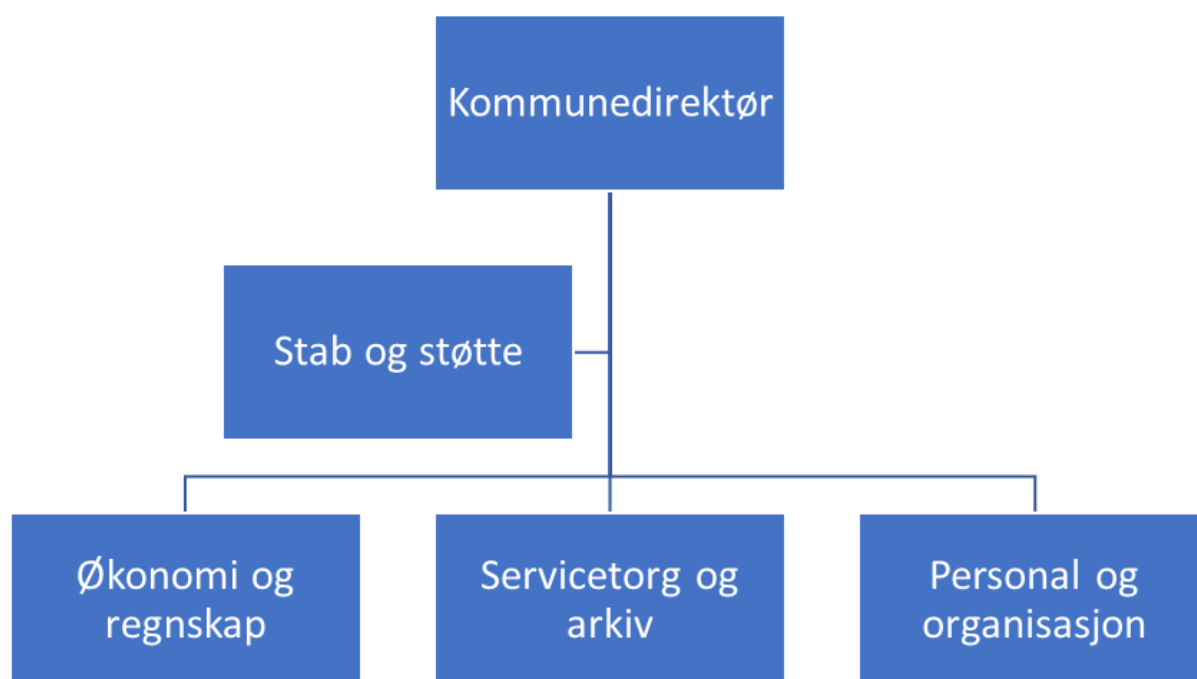 Kommunedirektør
Stab og støtte
Økonomi og
regnskap
Servicetorg og
arkiv
Personal og
organisasjon